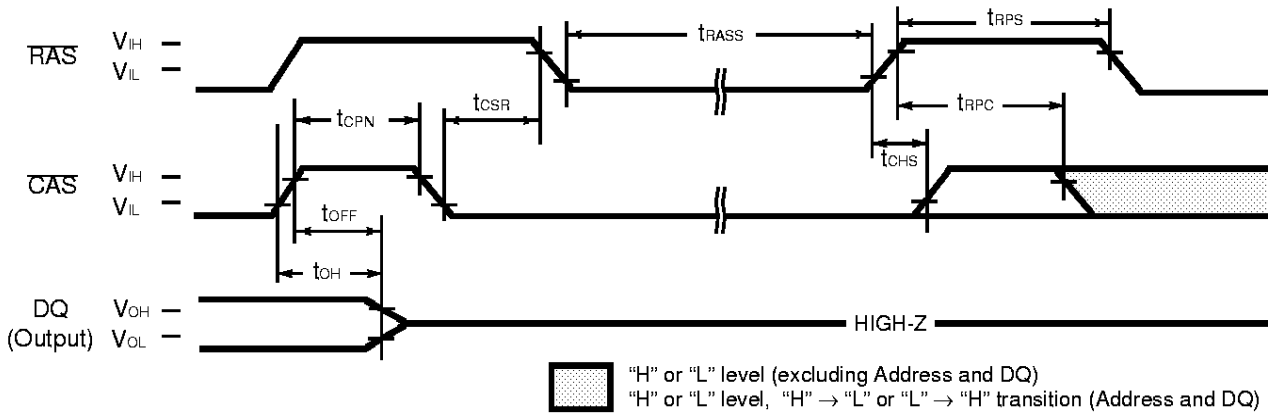 tRPS
VIH
tRASS
RAS
VIL
tCSR
tRPC
tCPN
tCHS
VIH
CAS
VIL
tOFF
tOH
DQ
(Output)
VOH
VOL
HIGH-Z
“H” or “L” level (excluding Address and DQ)
“H” or “L” level, “H” → “L” or “L” → “H” transition (Address and DQ)